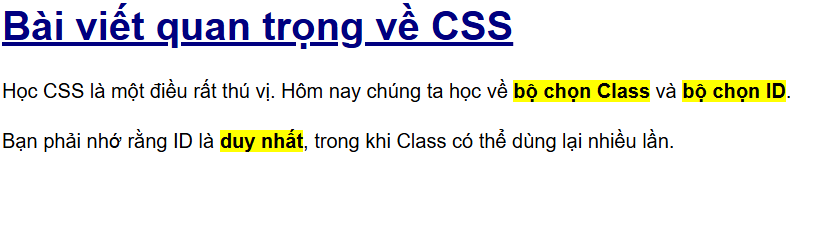 Bài viết quan trọng về CSS
Học CSS là một điều rất thú vị. Hôm nay chúng ta học về bộ chọn Class và bộ chọn ID.
Bạn phải nhớ rằng ID là duy nhất, trong khi Class có thể dùng lại nhiều lần.